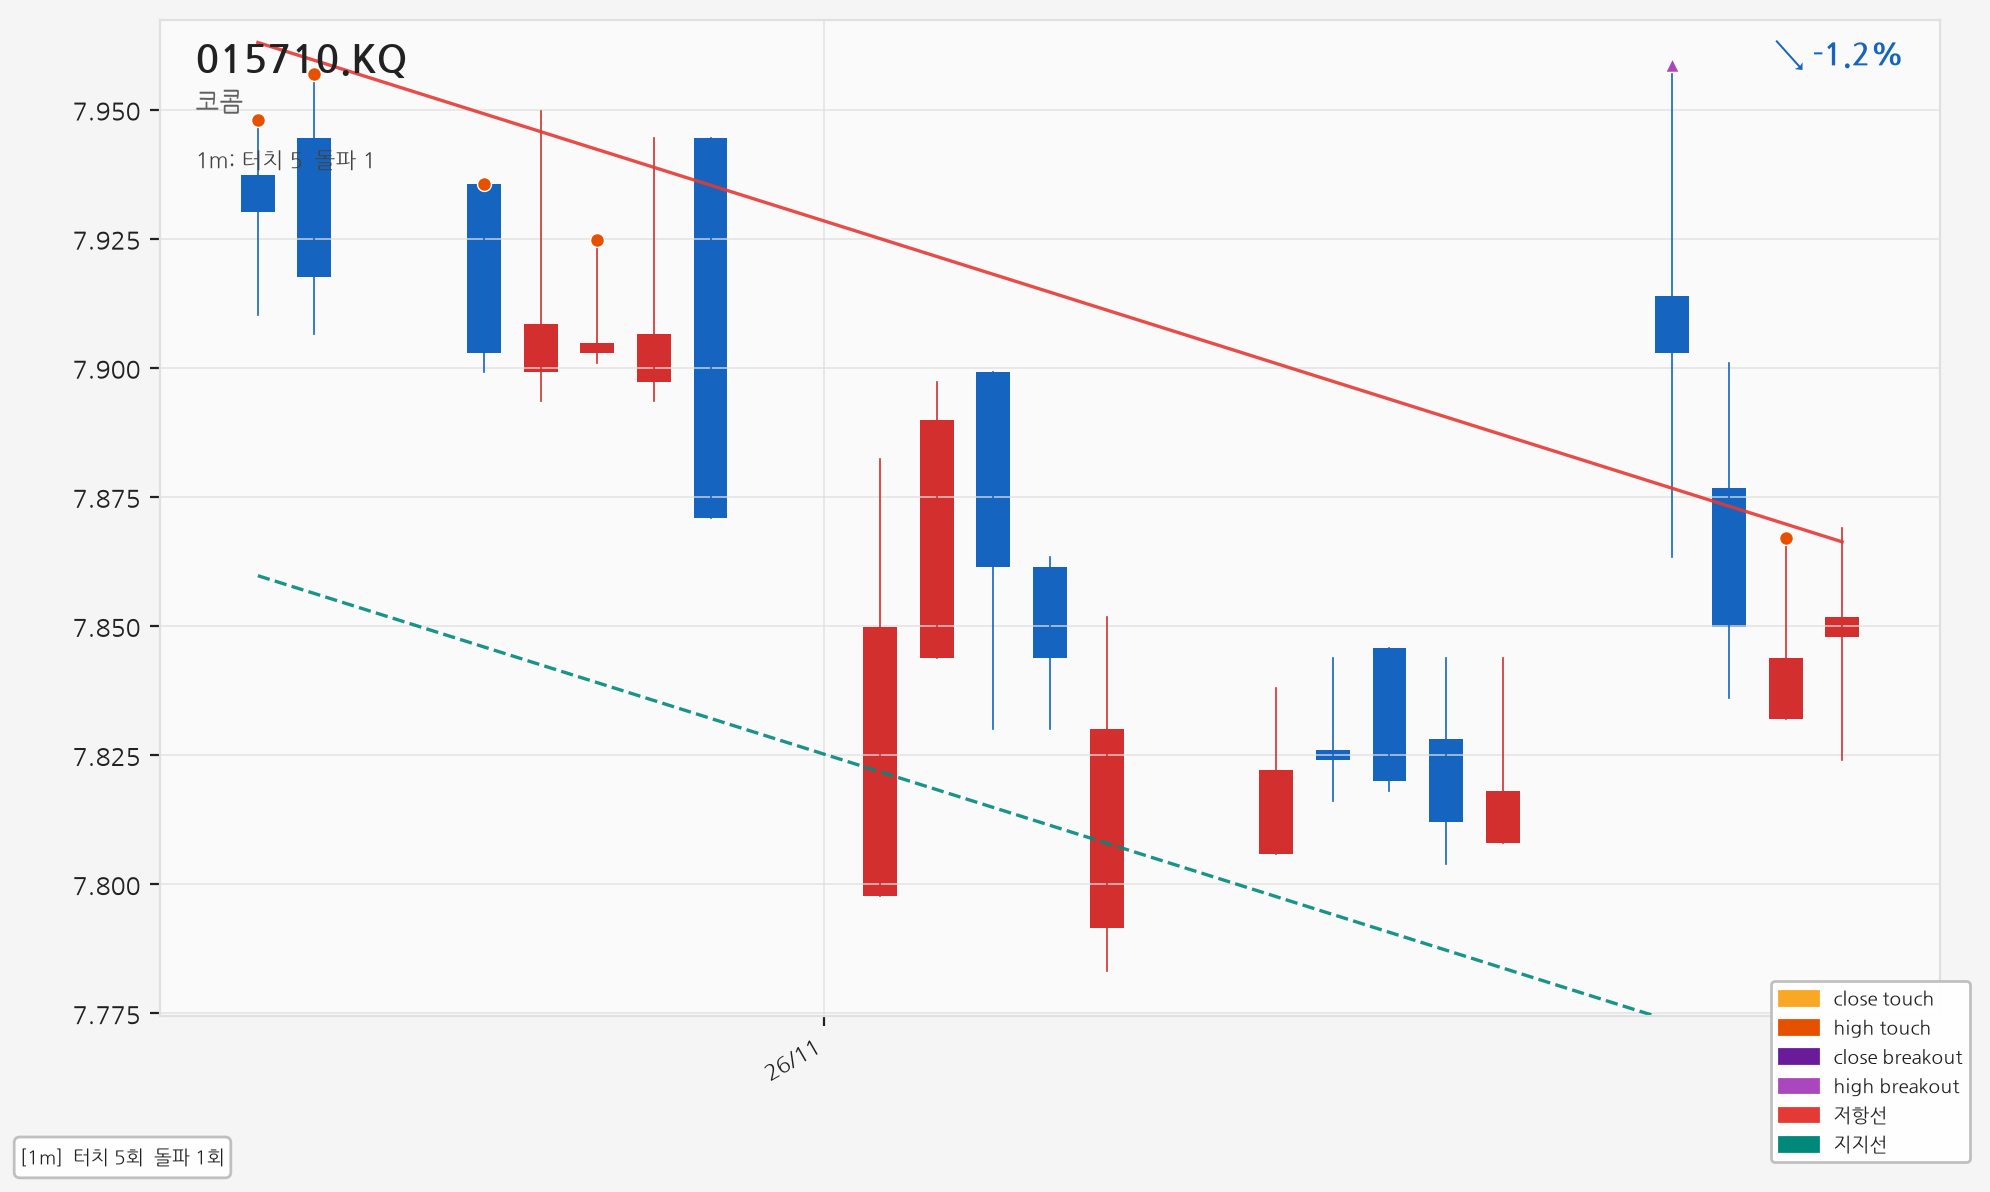 015710.KQ
코콤
1m: 터치 5  돌파 1
-1.2%
7.950
7.925
7.900
7.875
7.850
7.825
7.800
7.775
26/11
close touch
high touch
close breakout
high breakout
저항선
지지선
[1m]  터치 5회  돌파 1회